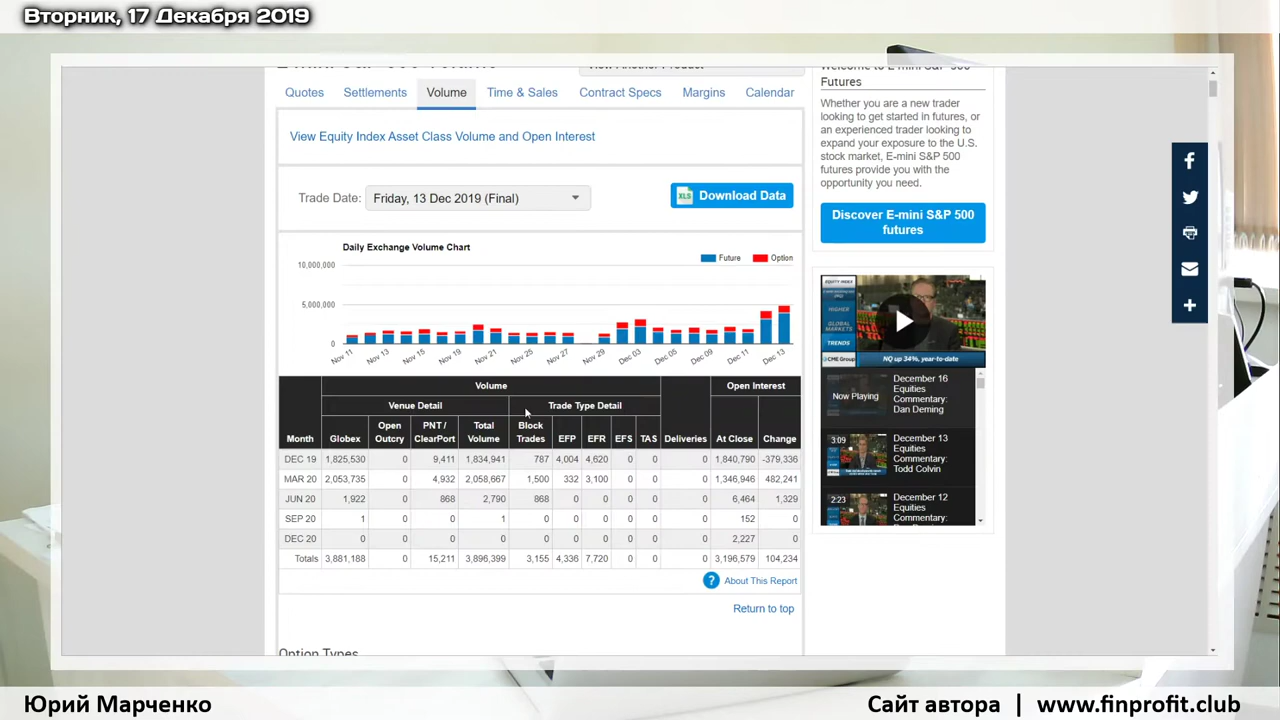 Вторник, 17 Декабря 2019
Quotes Settlements Volume Time & Sales Contract Specs Margins Calendar
View Equity Index Asset Class Volume and Open Interest
Trade Date: Friday, 13 Dec 2019 (Final) XLS Download Data
Daily Exchange Volume Chart
Future Option
10,000,000
5,000,000
0
Nov 11 Nov 13 Nov 15 Nov 19 Nov 21 Nov 25 Nov 27 Nov 29 Dec 03 Dec 05 Dec 09 Dec 11 Dec 13
Volume Open Interest
Venue Detail Trade Type Detail
Month Globex Open Outcry PNT / ClearPort Total Volume Block Trades EFP EFR EFS TAS Deliveries At Close Change
DEC 19 1,825,530 0 9,411 1,834,941 787 4,004 4,620 0 0 0 1,840,790 -379,336
MAR 20 2,053,735 0 4,932 2,058,667 1,500 332 3,100 0 0 0 1,346,946 482,241
JUN 20 1,922 0 868 2,790 868 0 0 0 0 0 6,464 1,329
SEP 20 1 0 0 1 0 0 0 0 0 0 152 0
DEC 20 0 0 0 0 0 0 0 0 0 0 2,227 0
Totals 3,881,188 0 15,211 3,896,399 3,155 4,336 7,720 0 0 0 3,196,579 104,234
? About This Report
Return to top
Option Types
Welcome to E-mini S&P 500
Futures
Whether you are a new trader
looking to get started in futures, or
an experienced trader looking to
expand your exposure to the U.S.
stock market, E-mini S&P 500
futures provide you with the
opportunity you need.
Discover E-mini S&P 500
futures
EQUITY INDEX
HIGHER
GLOBAL
MARKETS
TRENDS
CME Group
NQ up 34%, year-to-date
Now Playing
December 16
Equities
Commentary:
Dan Deming
3:09
December 13
Equities
Commentary:
Todd Colvin
2:23
December 12
Equities
Commentary:
Юрий Марченко
Сайт автора | www.finprofit.club